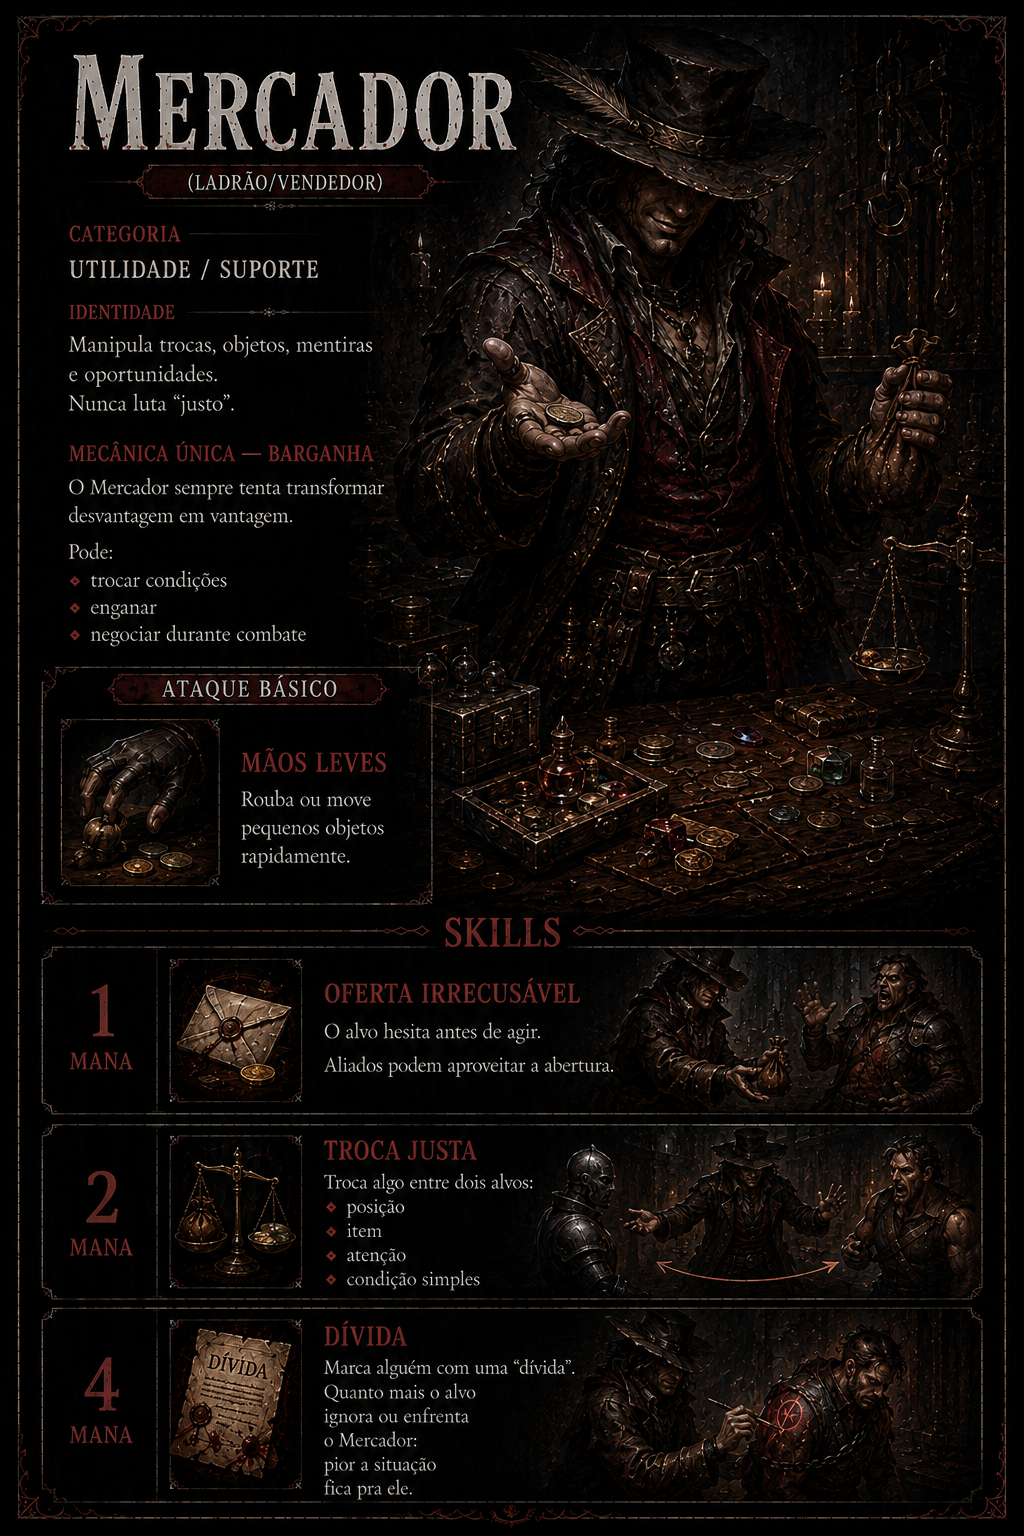 MERCADOR
(LADRÃO/VENDEDOR)
CATEGORIA
UTILIDADE / SUPORTE
IDENTIDADE
Manipula trocas, objetos, mentiras
e oportunidades.
Nunca luta “justo”.
MECÂNICA ÚNICA — BARGANHA
O Mercador sempre tenta transformar
desvantagem em vantagem.
Pode:
trocar condições
enganar
negociar durante combate
ATAQUE BÁSICO
MÃOS LEVES
Rouba ou move
pequenos objetos
rapidamente.
SKILLS
1
MANA
OFERTA IRRECUSÁVEL
O alvo hesita antes de agir.
Aliados podem aproveitar a abertura.
2
MANA
TROCA JUSTA
Troca algo entre dois alvos:
posição
item
atenção
condição simples
4
MANA
DÍVIDA
DÍVIDA
Marca alguém com uma “dívida”.
Quanto mais o alvo
ignora ou enfrenta
o Mercador:
pior a situação
fica pra ele.